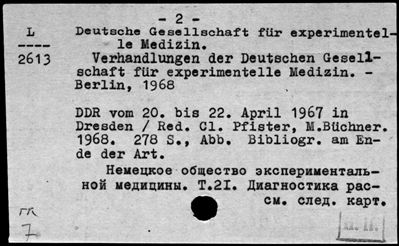 - 2 -
L
----
2613
Deutsche Gesellschaft für experimentel-
le Medizin.
Verhandlungen der Deutschen Gesell-
schaft für experimentelle Medizin. -
Berlin, 1968
DDR vom 20. bis 22. April 1967 in
Dresden / Red. Cl. Pfister, M.Büchner.
1968. 278 S., Abb. Bibliogr. am En-
de der Art.
Немецкое общество эксперименталь-
ной медицины. Т.21. Диагностика рас-
см. след. карт.
ГК
7